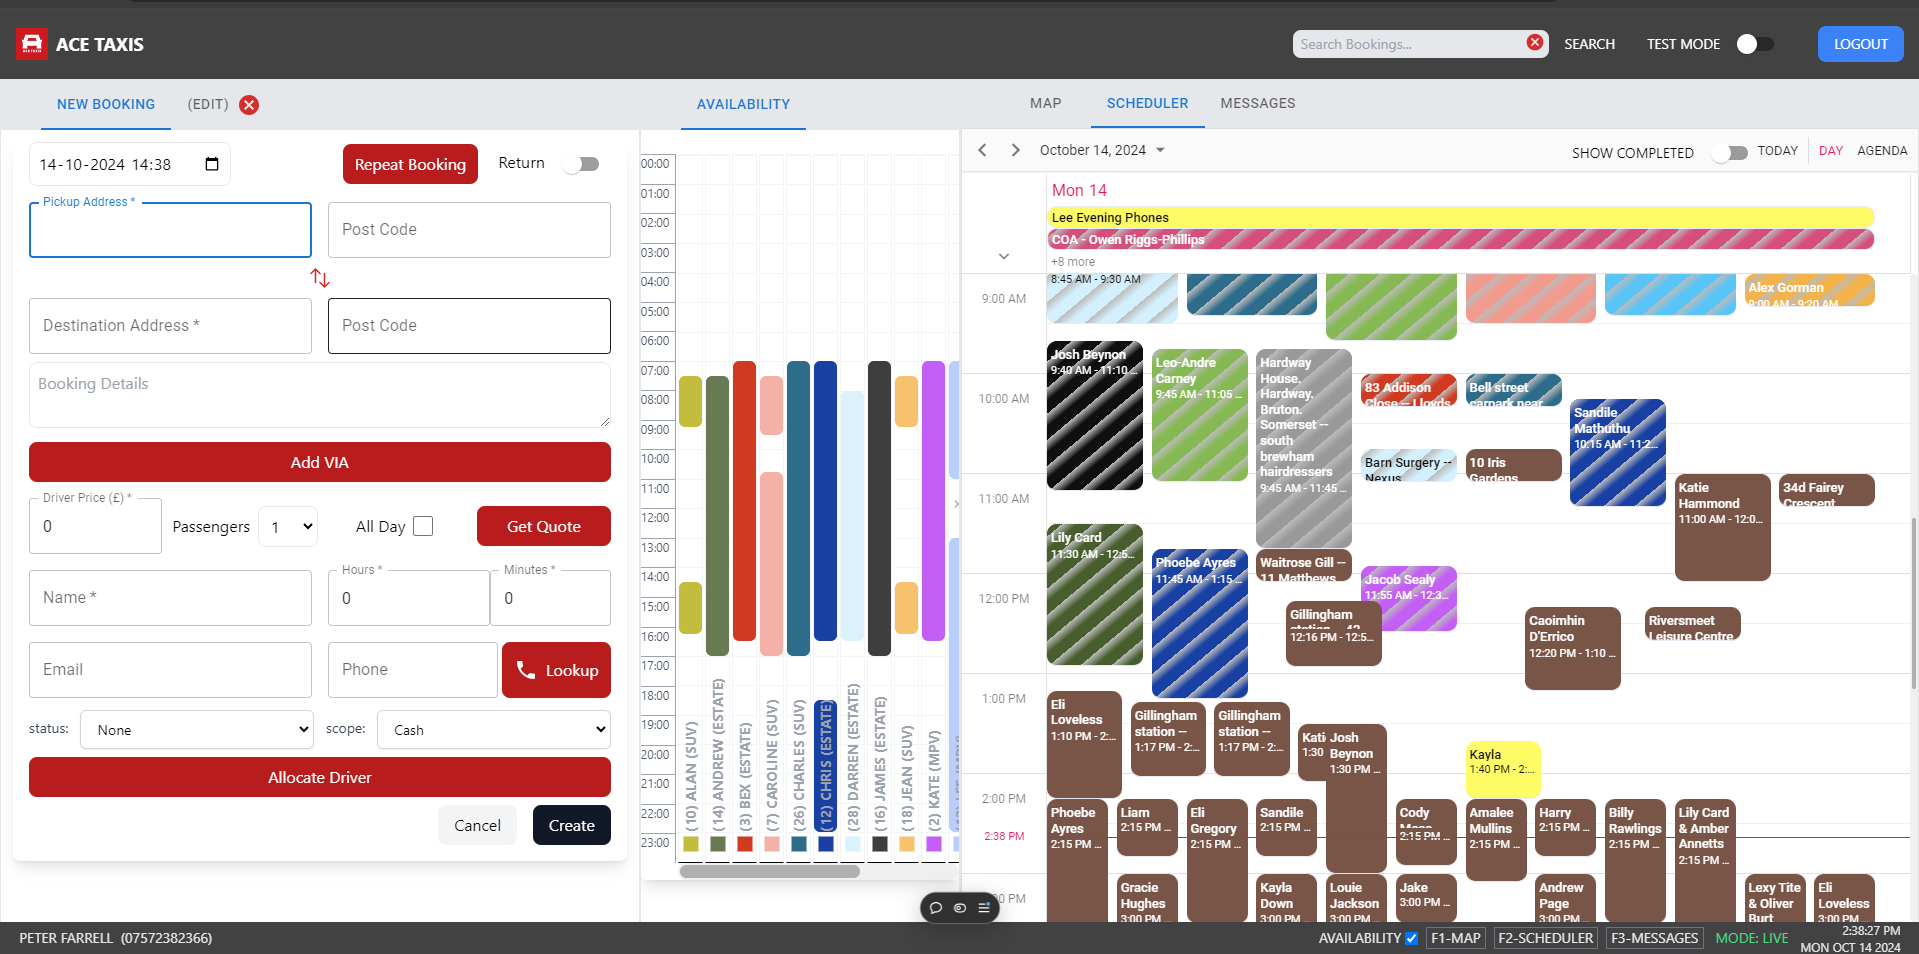 ACE TAXIS
ACE TAXIS
Search Bookings...
SEARCH
TEST MODE
LOGOUT
NEW BOOKING
(EDIT)
AVAILABILITY
MAP
SCHEDULER
MESSAGES
14-10-2024 14:38
Repeat Booking
Return
Pickup Address *
Post Code
Destination Address *
Post Code
Booking Details
Add VIA
Driver Price (£) *
0
Passengers
1
All Day
Get Quote
Name *
Hours *
0
Minutes *
0
Email
Phone
Lookup
status:
None
scope:
Cash
Allocate Driver
Cancel
Create
00:00
01:00
02:00
03:00
04:00
05:00
06:00
07:00
08:00
09:00
10:00
11:00
12:00
13:00
14:00
15:00
16:00
17:00
18:00
19:00
20:00
21:00
22:00
23:00
(10) ALAN (SUV)
(14) ANDREW (ESTATE)
(3) BEX (ESTATE)
(7) CAROLINE (SUV)
(26) CHARLES (SUV)
(12) CHRIS (ESTATE)
(28) DARREN (ESTATE)
(16) JAMES (ESTATE)
(18) JEAN (SUV)
(2) KATE (MPV)
October 14, 2024
SHOW COMPLETED
TODAY
DAY
AGENDA
Mon 14
Lee Evening Phones
COA - Owen Riggs-Phillips
+8 more
8:45 AM - 9:30 AM
Alex Gorman
9:00 AM - 9:20 AM
9:00 AM
Josh Beynon
9:40 AM - 11:10 ...
Leo-Andre
Carney
9:45 AM - 11:05 ...
Hardway
House.
Hardway.
Bruton.
Somerset --
south
brewham
hairdressers
9:45 AM - 11:45 ...
83 Addison
Close -- Lloyds
Bell street
carpark near
10:00 AM
Sandile
Mathuthu
10:15 AM - 11:2...
Barn Surgery --
Nexus
10 Iris
Gardens
Katie
Hammond
11:00 AM - 12:0...
34d Fairey
Crescent
11:00 AM
Lily Card
11:30 AM - 12:5...
Phoebe Ayres
11:45 AM - 1:15 ...
Waitrose Gill --
11 Matthews
Jacob Sealy
11:55 AM - 12:3...
12:00 PM
Gillingham
station --
12:16 PM - 12:5...
Caoimhin
D'Errico
12:20 PM - 1:10 ...
Riversmeet
Leisure Centre
1:00 PM
Eli
Loveless
1:10 PM - 2:...
Gillingham
station --
1:17 PM - 2:...
Gillingham
station --
1:17 PM - 2:...
Kati
1:30
Josh
Beynon
1:30 PM ...
Kayla
1:40 PM - 2:...
2:00 PM
2:38 PM
Phoebe
Ayres
2:15 PM ...
Liam
2:15 PM ...
Eli
Gregory
2:15 PM ...
Sandile
2:15 PM ...
Cody
2:15 PM ...
Amalee
Mullins
2:15 PM ...
Harry
2:15 PM ...
Billy
Rawlings
2:15 PM ...
Lily Card
& Amber
Annetts
2:15 PM ...
Gracie
Hughes
3:00 PM ...
Kayla
Down
3:00 PM ...
Louie
Jackson
3:00 PM ...
Jake
3:00 PM ...
Andrew
Page
3:00 PM ...
Lexy Tite
& Oliver
Burt
Eli
Loveless
3:00 PM ...
PETER FARRELL (07572382366)
AVAILABILITY
F1-MAP
F2-SCHEDULER
F3-MESSAGES
MODE: LIVE
2:38:27 PM
MON OCT 14 2024